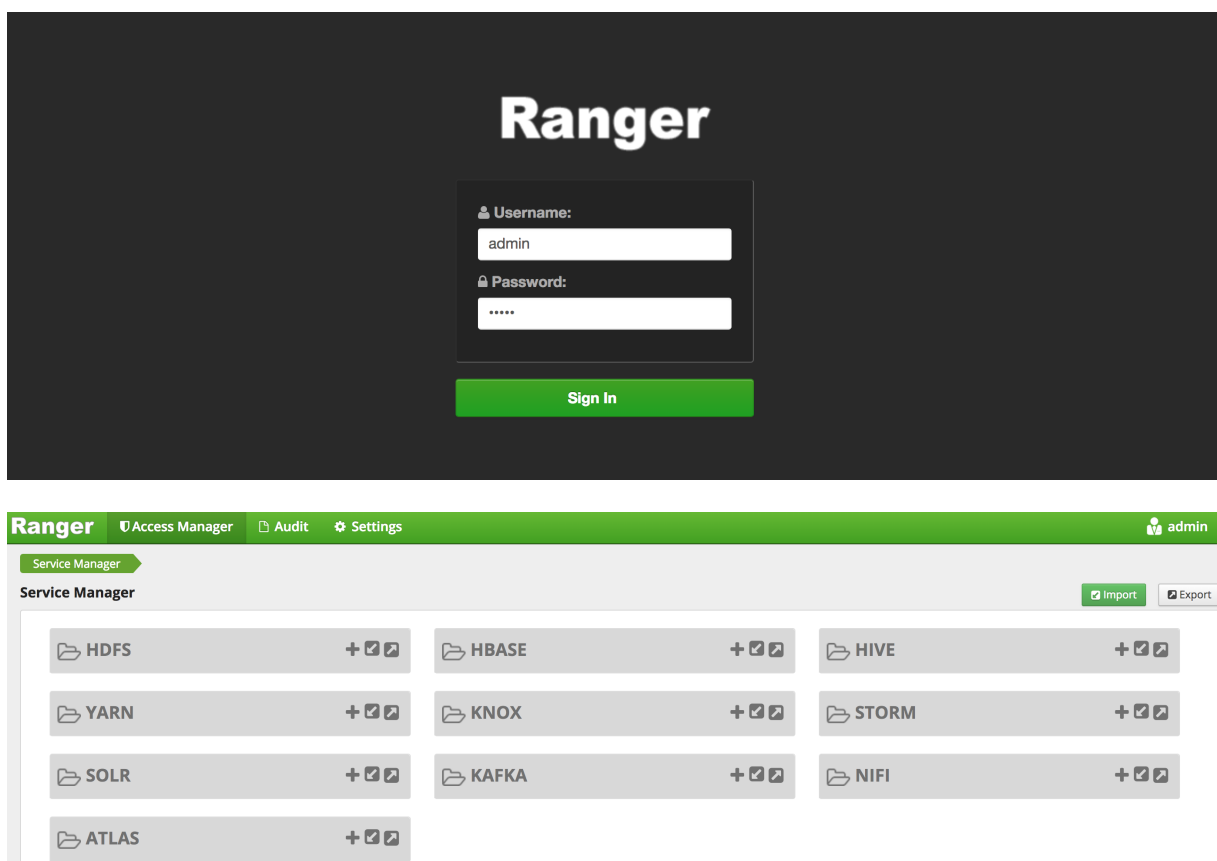 Ranger
Username:
admin
Password:
•••••
Sign In
Ranger Access Manager Audit Settings admin
Service Manager
Service Manager Import Export
HDFS HBASE HIVE
YARN KNOX STORM
SOLR KAFKA NIFI
ATLAS